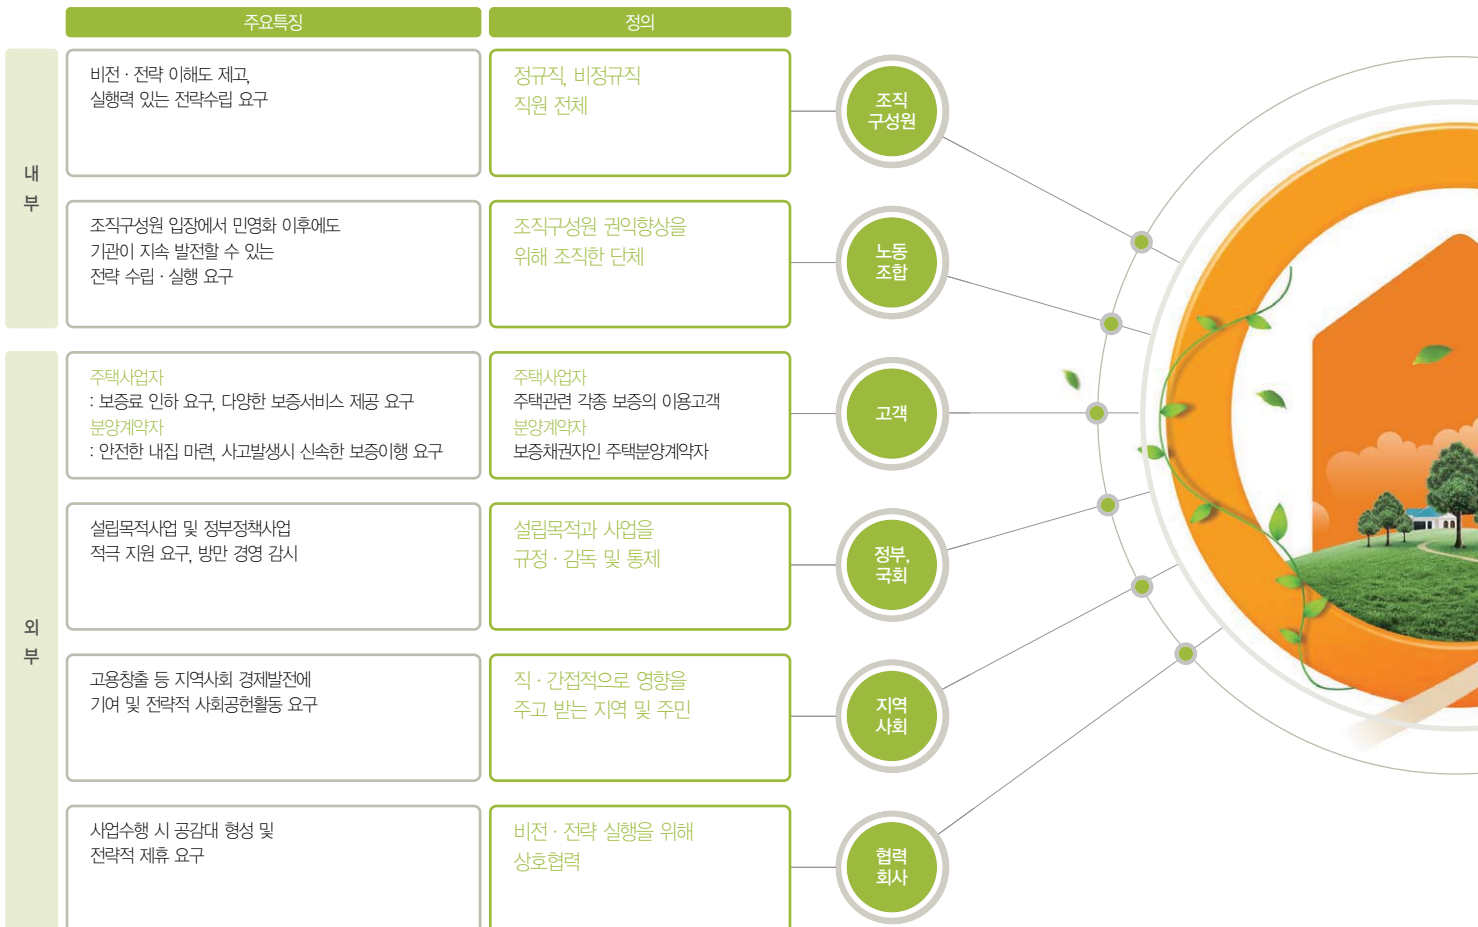 주요특징
정의
내
부
비전 · 전략 이해도 제고,
실행력 있는 전략수립 요구
정규직, 비정규직
직원 전체
조직
구성원
조직구성원 입장에서 민영화 이후에도
기관이 지속 발전할 수 있는
전략 수립 · 실행 요구
조직구성원 권익향상을
위해 조직한 단체
노동
조합
외
부
주택사업자
: 보증료 인하 요구, 다양한 보증서비스 제공 요구
분양계약자
: 안전한 내집 마련, 사고발생시 신속한 보증이행 요구
주택사업자
주택관련 각종 보증의 이용고객
분양계약자
보증채권자인 주택분양계약자
고객
설립목적사업 및 정부정책사업
적극 지원 요구, 방만 경영 감시
설립목적과 사업을
규정 · 감독 및 통제
정부,
국회
고용창출 등 지역사회 경제발전에
기여 및 전략적 사회공헌활동 요구
직 · 간접적으로 영향을
주고 받는 지역 및 주민
지역
사회
사업수행 시 공감대 형성 및
전략적 제휴 요구
비전 · 전략 실행을 위해
상호협력
협력
회사